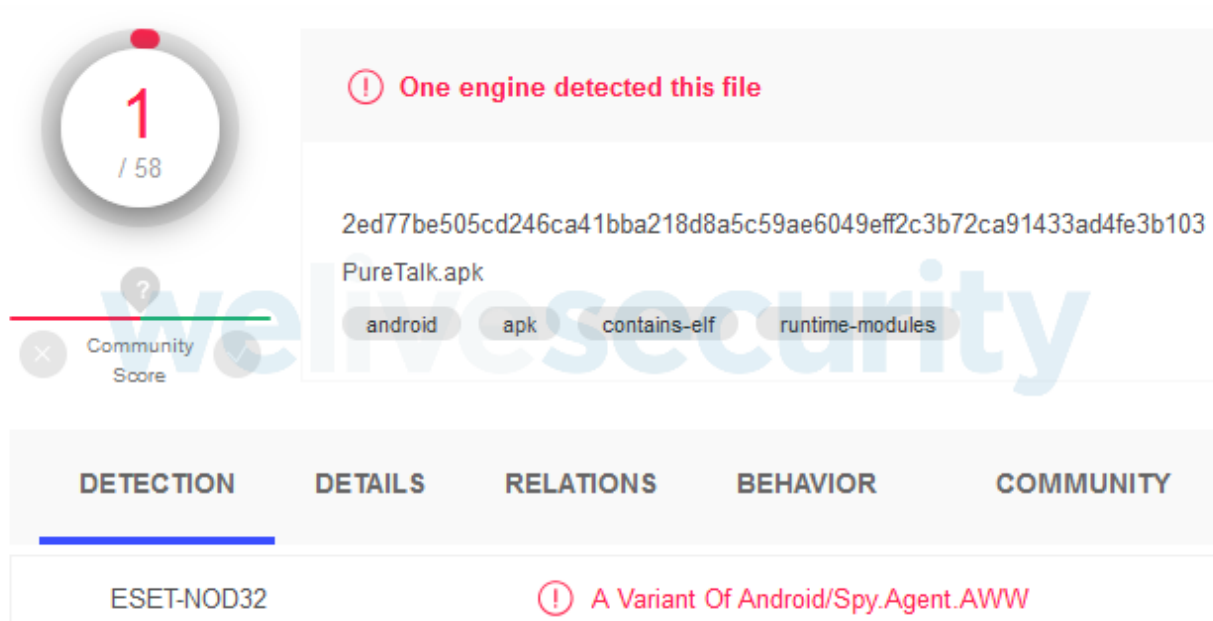 1
/ 58
One engine detected this file
2ed77be505cd246ca41bba218d8a5c59ae6049eff2c3b72ca91433ad4fe3b103
PureTalk.apk
android apk contains-elf runtime-modules
?
Community
Score
welivesecurity
DETECTION DETAILS RELATIONS BEHAVIOR COMMUNITY
ESET-NOD32 A Variant Of Android/Spy.Agent.AWW